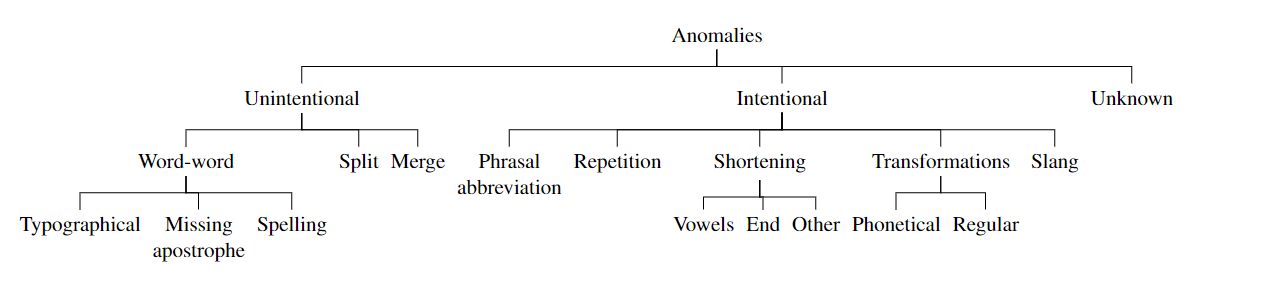 Anomalies
Unintentional Intentional Unknown
Word-word Split Merge Phrasal Repetition Shortening Transformations Slang
abbreviation
Typographical Missing Spelling Vowels End Other Phonetical Regular
apostrophe